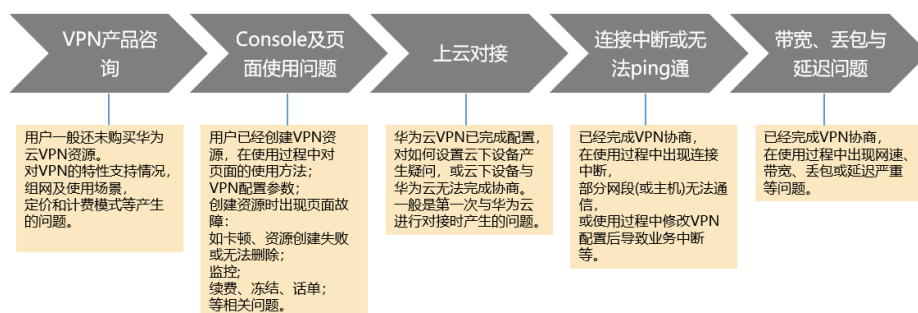 VPN产品咨
询
Console及页
面使用问题
上云对接
连接中断或无
法ping通
带宽、丢包与
延迟问题
用户一般还未购买华为
云VPN资源。
对VPN的特性支持情况,
组网及使用场景,
定价和计费模式等产生
的问题。
用户已经创建VPN资
源，在使用过程中对
页面的使用方法；
VPN配置参数；
创建资源时出现页面故
障：
如卡顿、资源创建失败
或无法删除；
监控;
续费、冻结、话单；
等相关问题。
华为云VPN已完成配置，
对如何设置云下设备产
生疑问，或云下设备与
华为云无法完成协商。
一般是第一次与华为云
进行对接时产生的问题。
已经完成VPN协商，
在使用过程中出现连接
中断，
部分网段(或主机)无法通
信，
或使用过程中修改VPN
配置后导致业务中断
等。
已经完成VPN协商，
在使用过程中出现网速、
带宽、丢包或延迟严重
等问题。